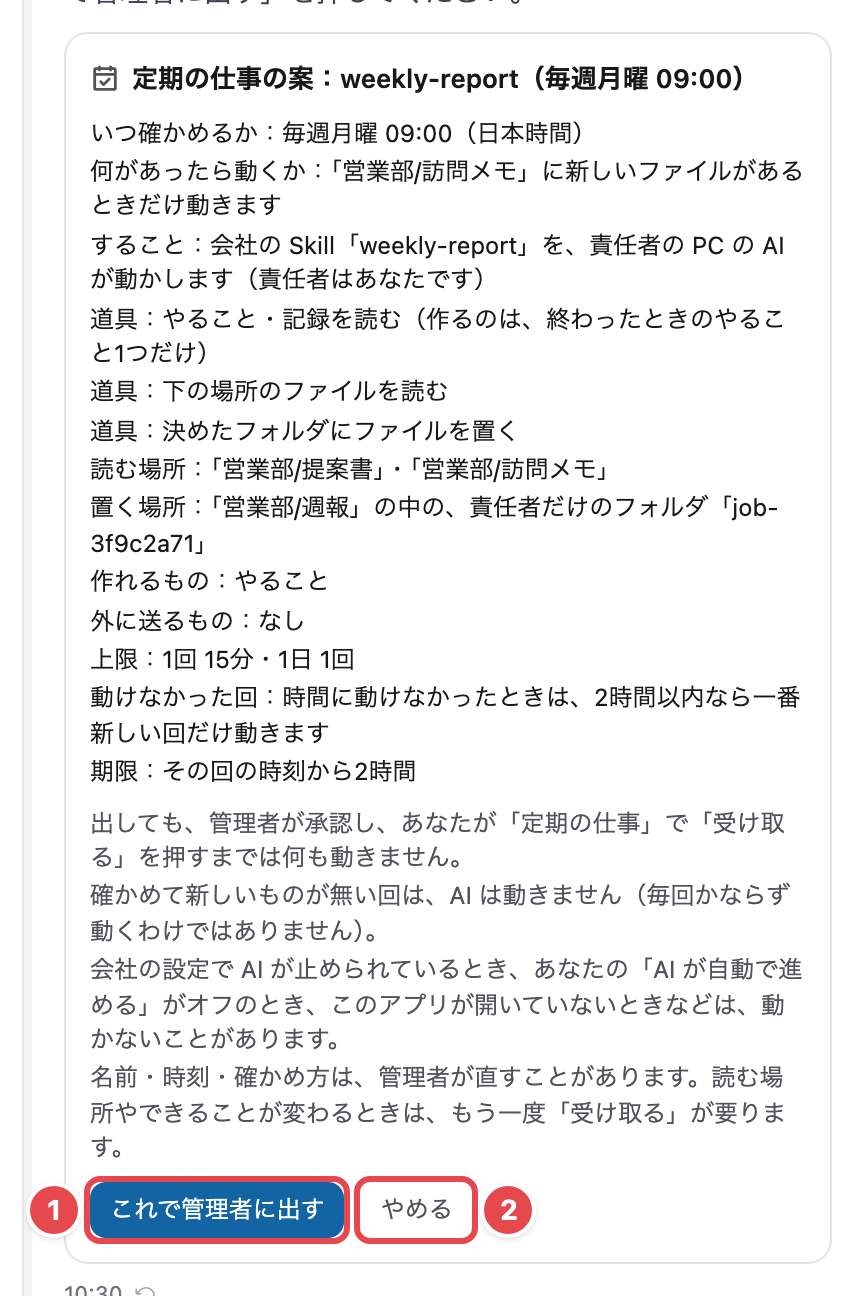 で管理者に出す」を押してください。
定期の仕事の案：weekly-report（毎週月曜 09:00）
いつ確かめるか：毎週月曜 09:00（日本時間）
何があったら動くか：「営業部/訪問メモ」に新しいファイルがある
ときだけ動きます
すること：会社の Skill「weekly-report」を、責任者の PC の AI
が動かします（責任者はあなたです）
道具：やること・記録を読む（作るのは、終わったときのやるこ
と1つだけ）
道具：下の場所のファイルを読む
道具：決めたフォルダにファイルを置く
読む場所：「営業部/提案書」・「営業部/訪問メモ」
置く場所：「営業部/週報」の中の、責任者だけのフォルダ「job-
3f9c2a71」
作れるもの：やること
外に送るもの：なし
上限：1回 15分・1日 1回
動けなかった回：時間に動けなかったときは、2時間以内なら一番
新しい回だけ動きます
期限：その回の時刻から2時間
出しても、管理者が承認し、あなたが「定期の仕事」で「受け取
る」を押すまでは何も動きません。
確かめて新しいものが無い回は、AI は動きません（毎回かならず
動くわけではありません）。
会社の設定で AI が止められているとき、あなたの「AI が自動で進
める」がオフのとき、このアプリが開いていないときなどは、動
かないことがあります。
名前・時刻・確かめ方は、管理者が直すことがあります。読む場
所やできることが変わるときは、もう一度「受け取る」が要りま
す。
1 これで管理者に出す やめる 2
10:30